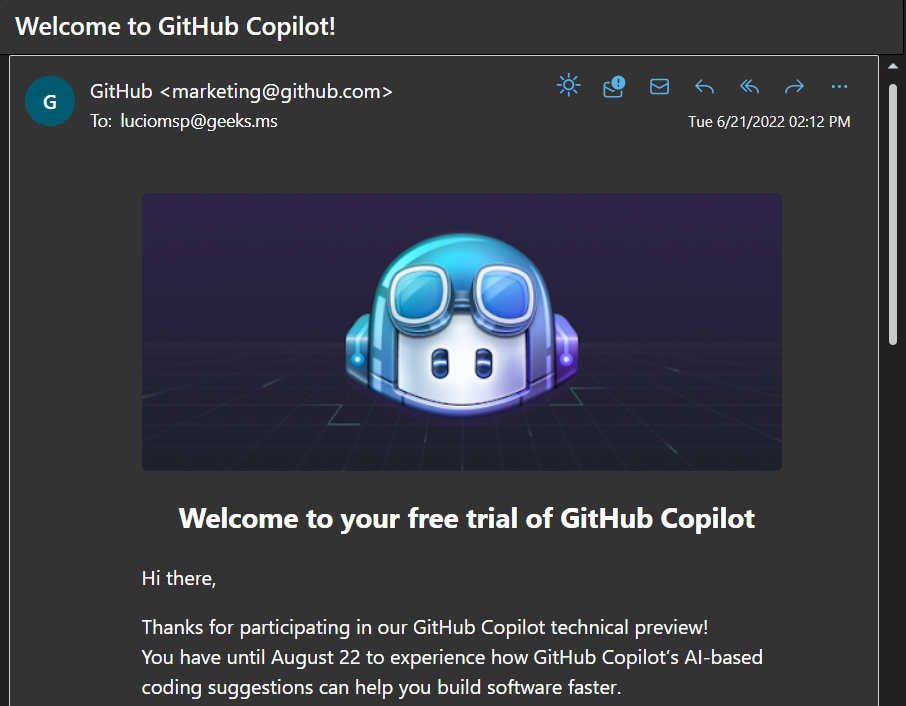 Welcome to GitHub Copilot!
G
GitHub <marketing@github.com>
To: luciomsp@geeks.ms
Tue 6/21/2022 02:12 PM
Welcome to your free trial of GitHub Copilot
Hi there,
Thanks for participating in our GitHub Copilot technical preview!
You have until August 22 to experience how GitHub Copilot’s AI-based
coding suggestions can help you build software faster.